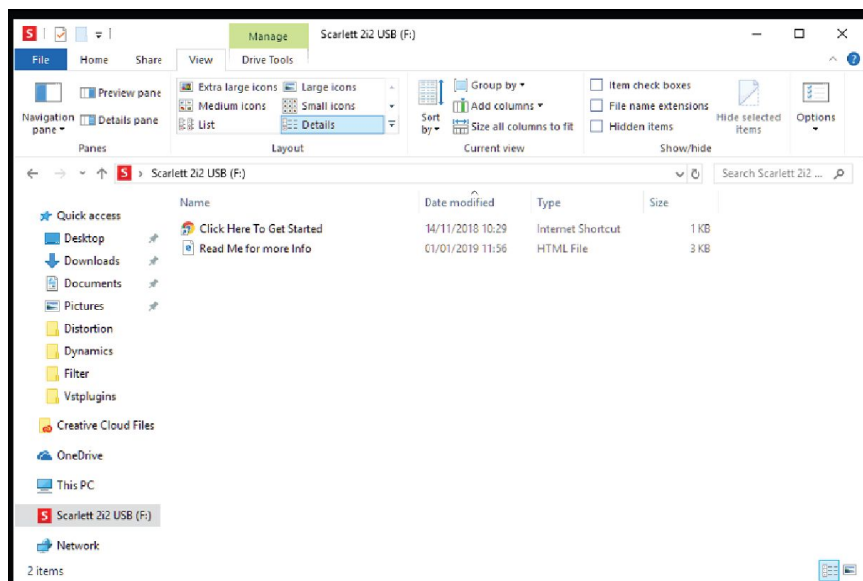 S Manage Scarlett 2i2 USB (F:)
File Home Share View Drive Tools
Navigation pane
Preview pane
Details pane
Panes
Extra large icons Large icons
Medium icons Small icons
List Details
Layout
Sort by
Group by
Add columns
Size all columns to fit
Current view
Item check boxes
File name extensions
Hidden items
Hide selected items
Show/hide
Options
S Scarlett 2i2 USB (F:)
Search Scarlett 2i2 ...
Name Date modified Type Size
Click Here To Get Started 14/11/2018 10:29 Internet Shortcut 1 KB
Read Me for more Info 01/01/2019 11:56 HTML File 3 KB
Quick access
Desktop
Downloads
Documents
Pictures
Distortion
Dynamics
Filter
Vstplugins
Creative Cloud Files
OneDrive
This PC
S Scarlett 2i2 USB (F:)
Network
2 items